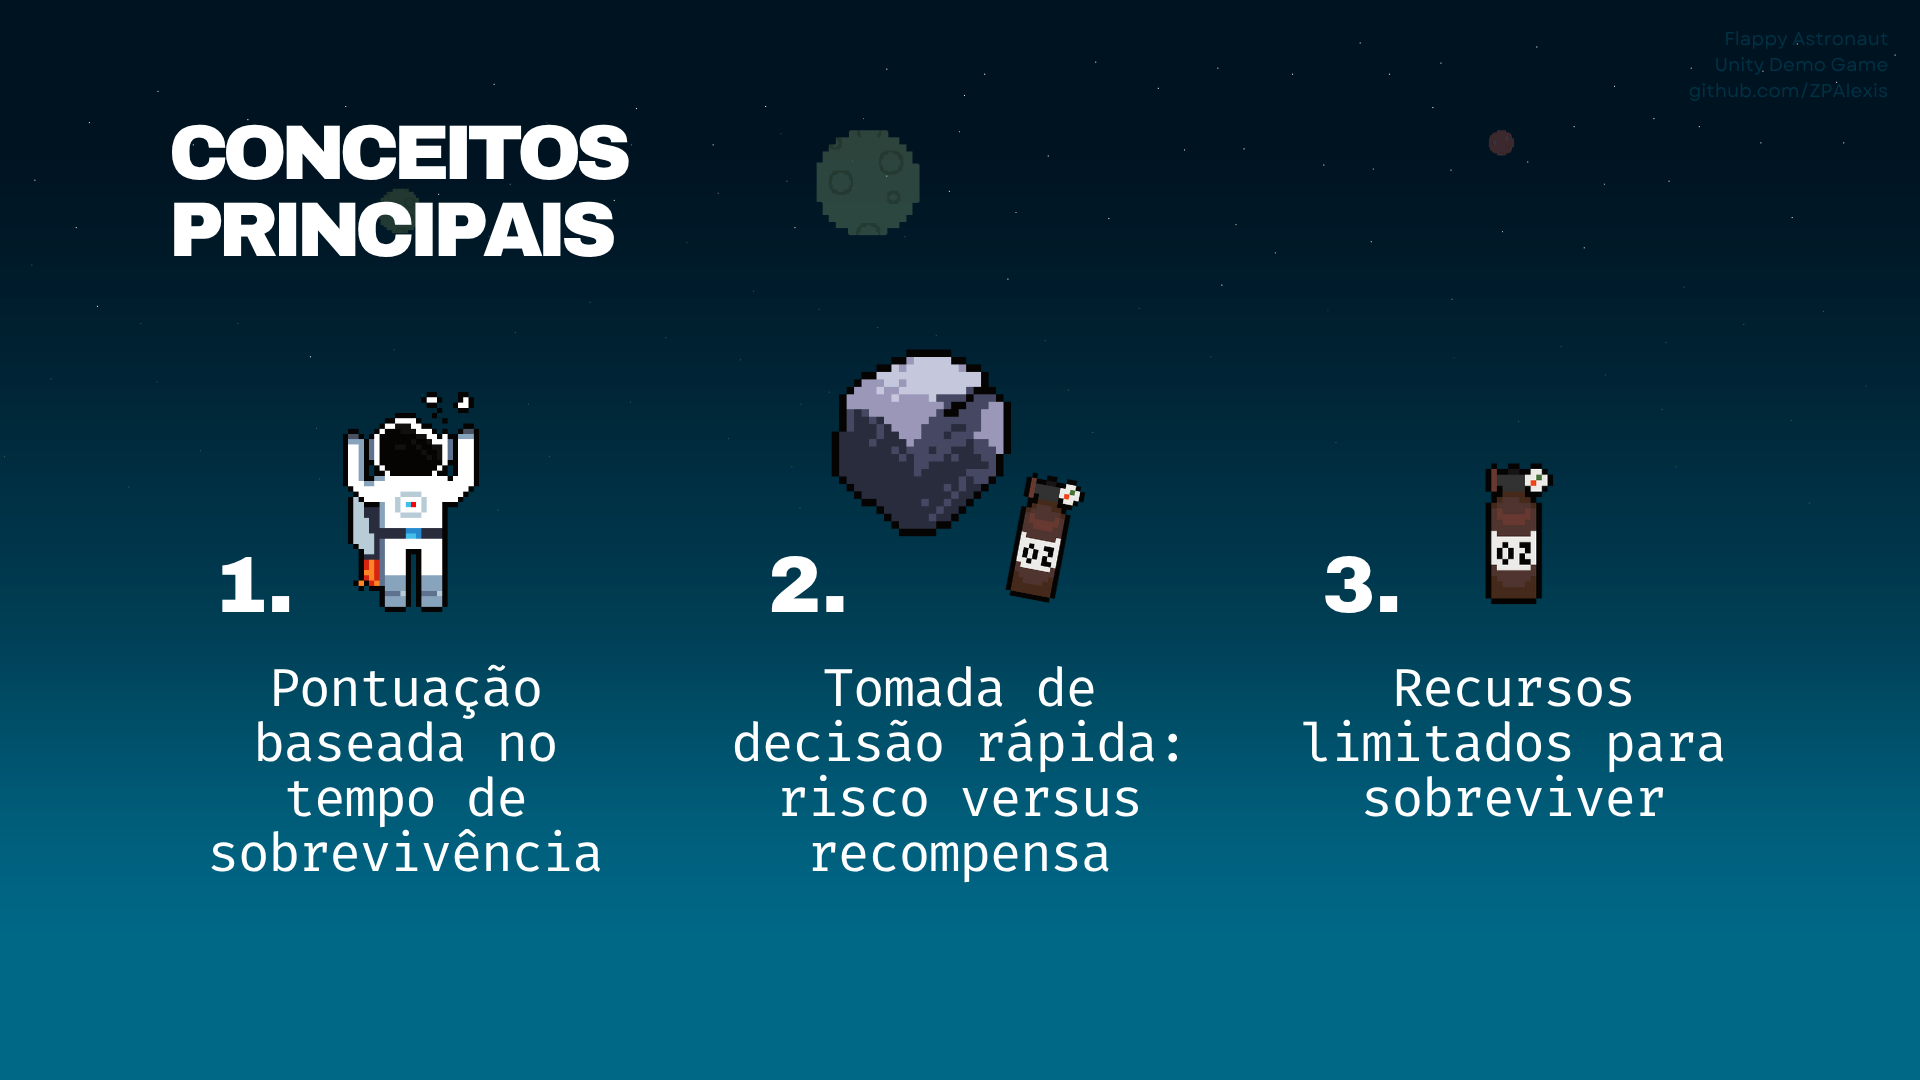 Flappy Astronaut
Unity Demo Game
github.com/ZPAlexis
CONCEITOS
PRINCIPAIS
1.
Pontuação
baseada no
tempo de
sobrevivência
2.
O2
Tomada de
decisão rápida:
risco versus
recompensa
3.
O2
Recursos
limitados para
sobreviver